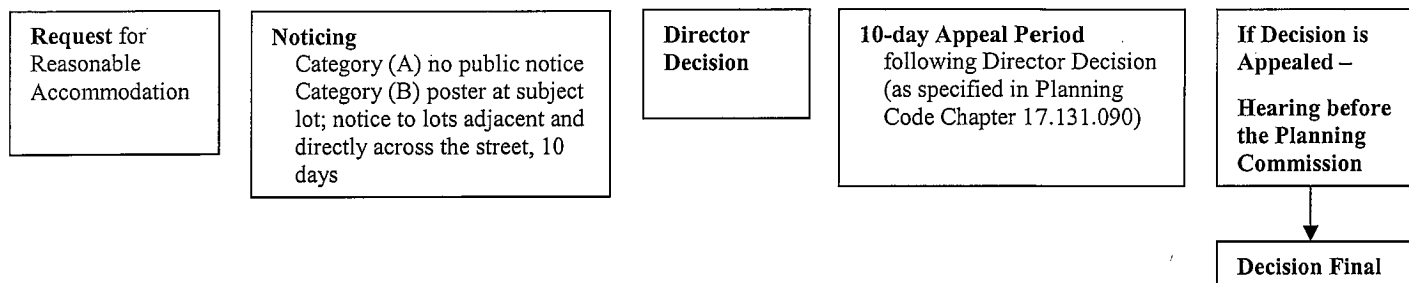 Request for
Reasonable
Accommodation
Noticing
Category (A) no public notice
Category (B) poster at subject
lot; notice to lots adjacent and
directly across the street, 10
days
Director
Decision
10-day Appeal Period
following Director Decision
(as specified in Planning
Code Chapter 17.131.090)
If Decision is
Appealed –
Hearing before
the Planning
Commission
Decision Final